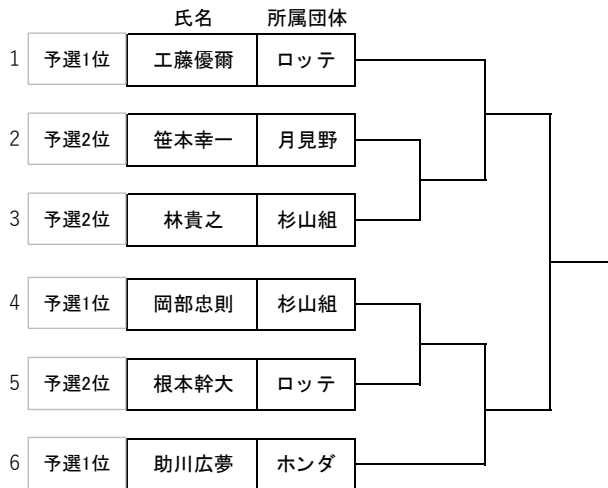 氏名 所属団体
1 予選1位 工藤優爾 ロッテ
2 予選2位 笹本幸一 月見野
3 予選2位 林貴之 杉山組
4 予選1位 岡部忠則 杉山組
5 予選2位 根本幹大 ロッテ
6 予選1位 助川広夢 ホンダ